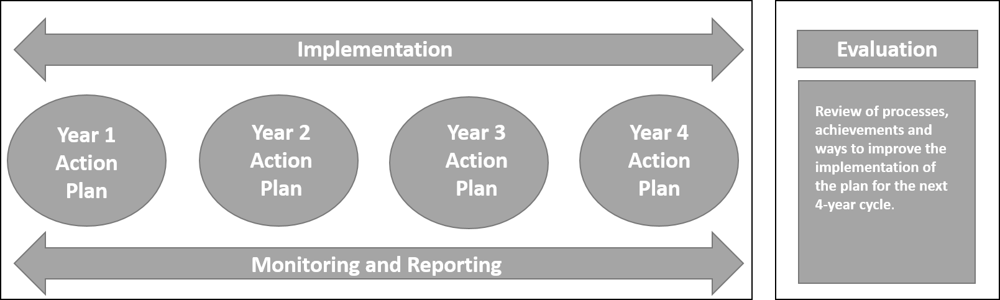 Implementation
Year 1
Action
Plan
Year 2
Action
Plan
Year 3
Action
Plan
Year 4
Action
Plan
Monitoring and Reporting
Evaluation
Review of processes,
achievements and
ways to improve the
implementation of
the plan for the next
4-year cycle.